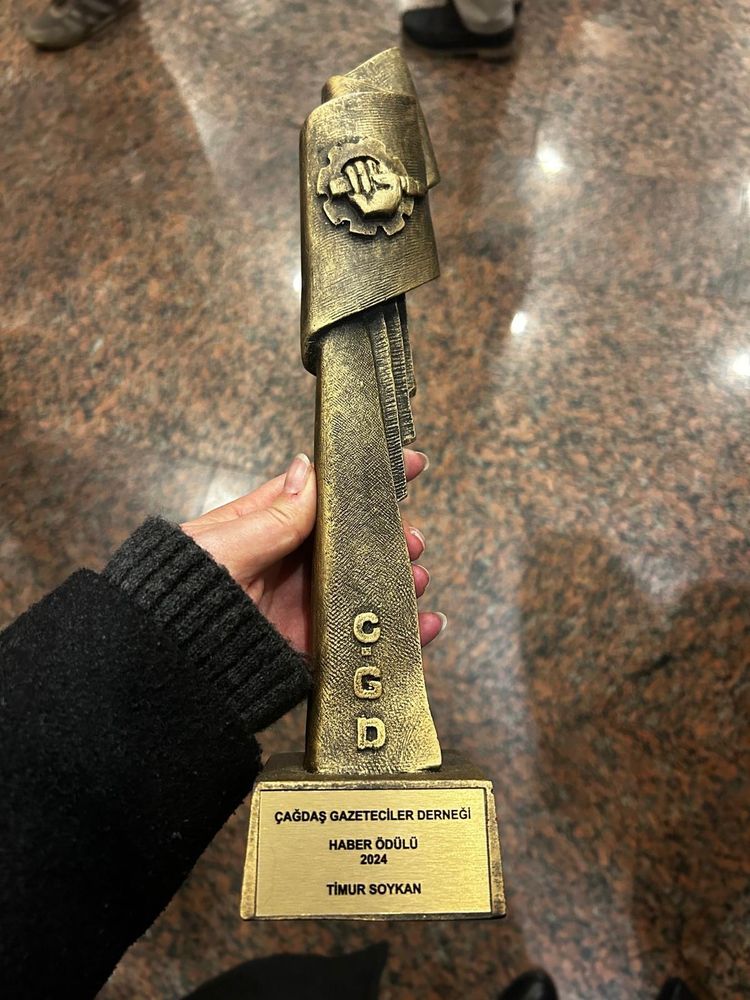 Ç
G
D
ÇAĞDAŞ GAZETECİLER DERNEĞİ
HABER ÖDÜLÜ
2024
TİMUR SOYKAN